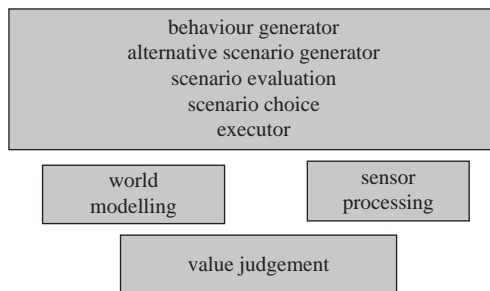 behaviour generator
alternative scenario generator
scenario evaluation
scenario choice
executor
world
modelling
sensor
processing
value judgement